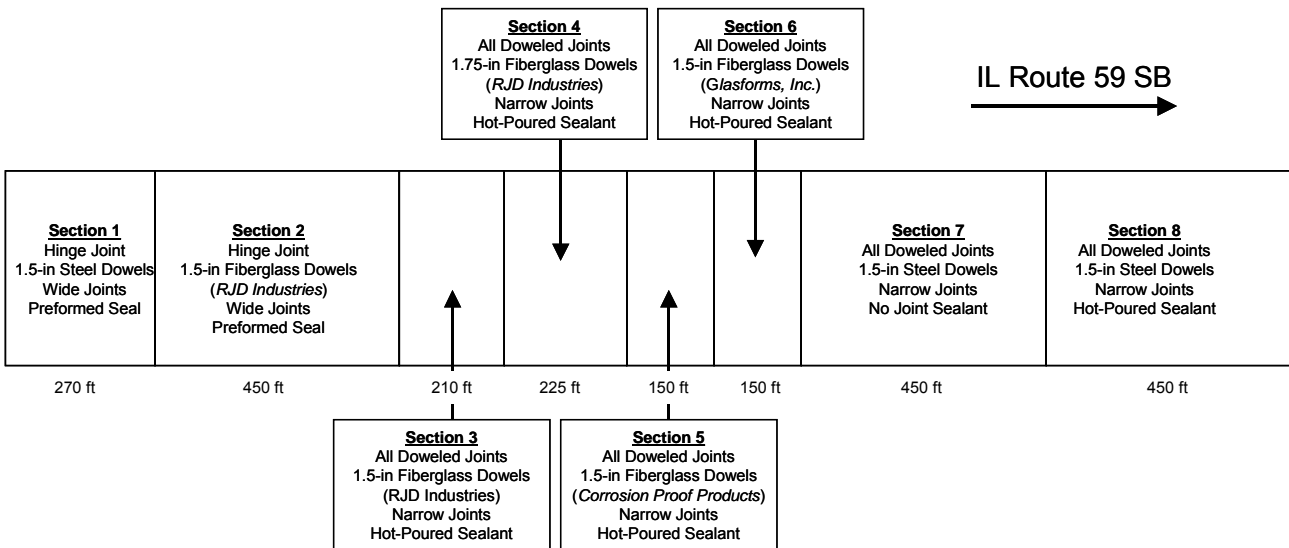 Section 4
All Doweled Joints
1.75-in Fiberglass Dowels
(RJD Industries)
Narrow Joints
Hot-Poured Sealant
Section 6
All Doweled Joints
1.5-in Fiberglass Dowels
(Glasforms, Inc.)
Narrow Joints
Hot-Poured Sealant
IL Route 59 SB
Section 1
Hinge Joint
1.5-in Steel Dowels
Wide Joints
Preformed Seal
Section 2
Hinge Joint
1.5-in Fiberglass Dowels
(RJD Industries)
Wide Joints
Preformed Seal
Section 7
All Doweled Joints
1.5-in Steel Dowels
Narrow Joints
No Joint Sealant
Section 8
All Doweled Joints
1.5-in Steel Dowels
Narrow Joints
Hot-Poured Sealant
270 ft
450 ft
210 ft
225 ft
150 ft
150 ft
450 ft
450 ft
Section 3
All Doweled Joints
1.5-in Fiberglass Dowels
(RJD Industries)
Narrow Joints
Hot-Poured Sealant
Section 5
All Doweled Joints
1.5-in Fiberglass Dowels
(Corrosion Proof Products)
Narrow Joints
Hot-Poured Sealant